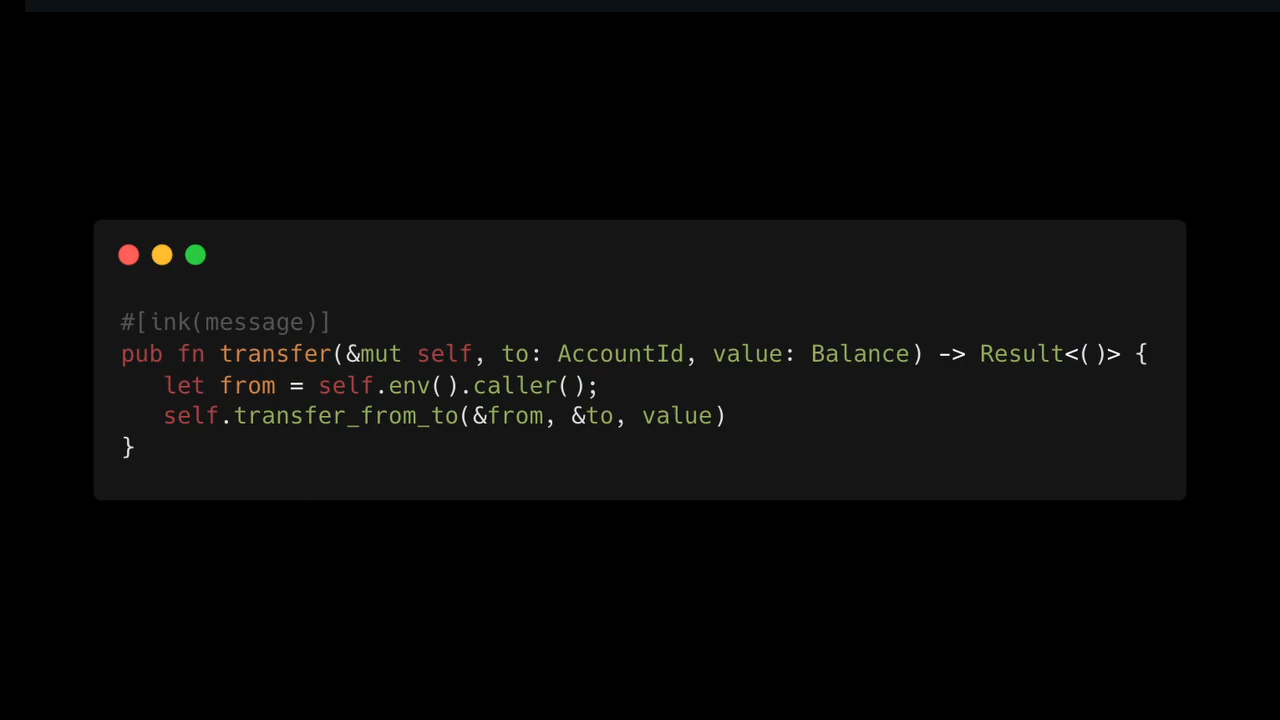 #[ink(message)]
pub fn transfer(&mut self, to: AccountId, value: Balance) -> Result<()> {
   let from = self.env().caller();
   self.transfer_from_to(&from, &to, value)
}